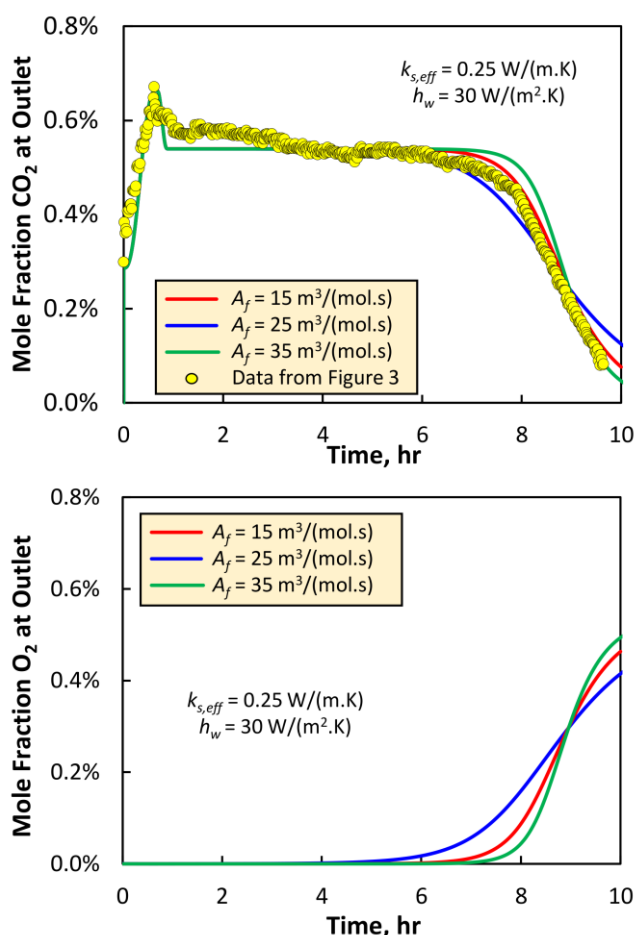 Mole Fraction CO₂ at Outlet
0.8%
0.6%
0.4%
0.2%
0.0%
k_{s,eff} = 0.25 W/(m.K)
h_w = 30 W/(m².K)
A_f = 15 m³/(mol.s)
A_f = 25 m³/(mol.s)
A_f = 35 m³/(mol.s)
Data from Figure 3
0 2 4 6 8 10
Time, hr
Mole Fraction O₂ at Outlet
0.8%
0.6%
0.4%
0.2%
0.0%
A_f = 15 m³/(mol.s)
A_f = 25 m³/(mol.s)
A_f = 35 m³/(mol.s)
k_{s,eff} = 0.25 W/(m.K)
h_w = 30 W/(m².K)
0 2 4 6 8 10
Time, hr